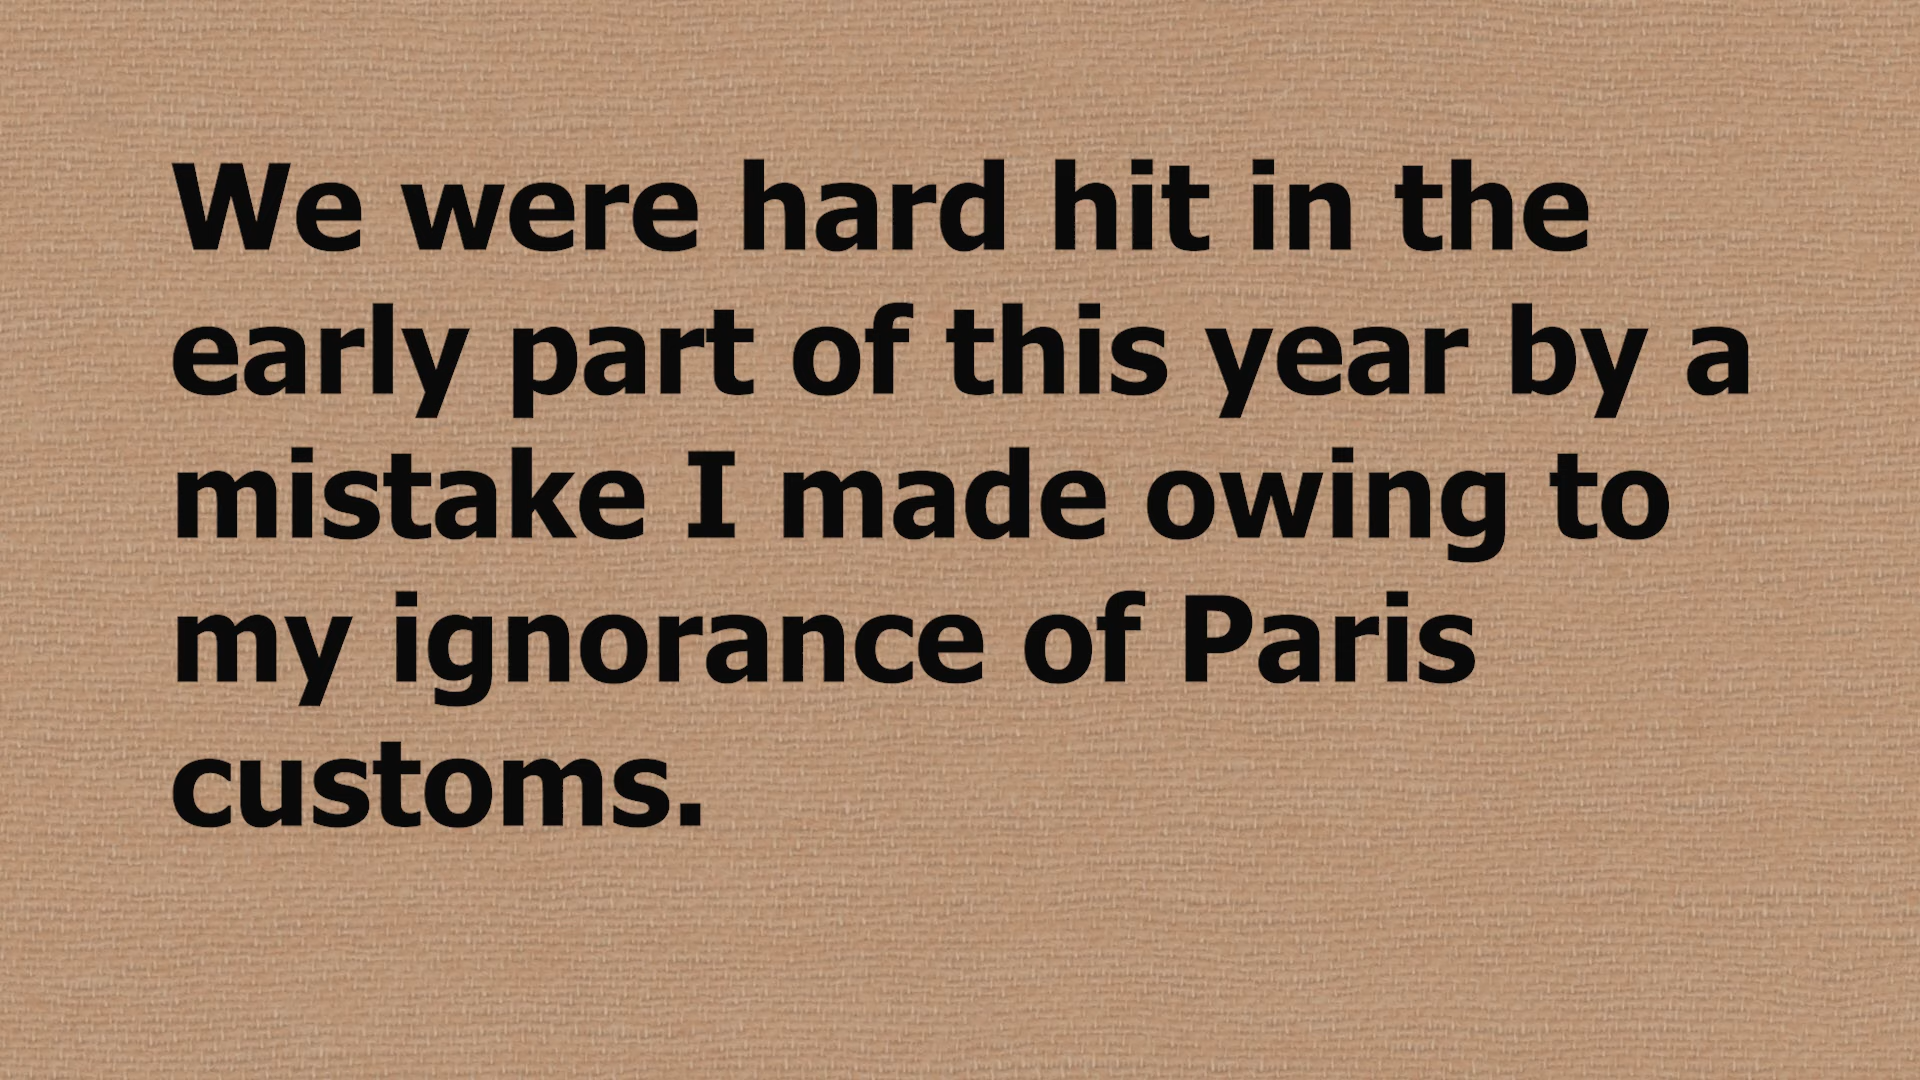 We were hard hit in the
early part of this year by a
mistake I made owing to
my ignorance of Paris
customs.